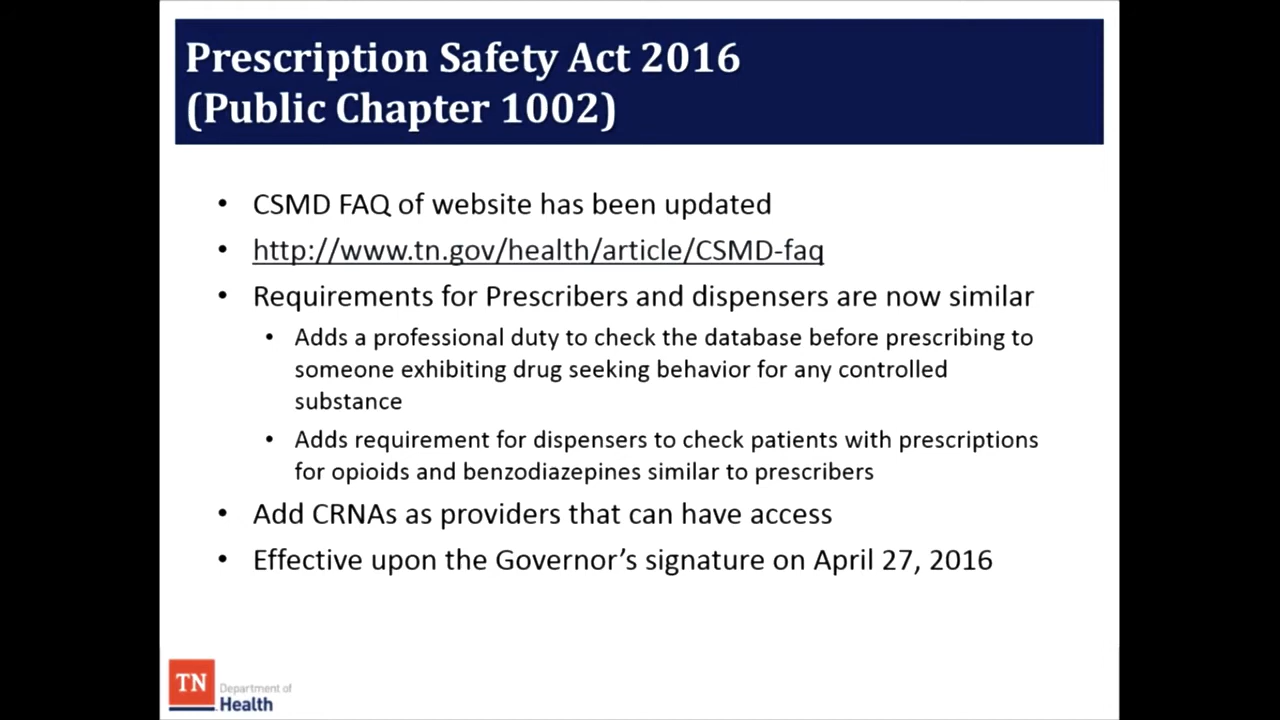 Prescription Safety Act 2016
(Public Chapter 1002)
• CSMD FAQ of website has been updated
• http://www.tn.gov/health/article/CSMD-faq
• Requirements for Prescribers and dispensers are now similar
• Adds a professional duty to check the database before prescribing to
someone exhibiting drug seeking behavior for any controlled
substance
• Adds requirement for dispensers to check patients with prescriptions
for opioids and benzodiazepines similar to prescribers
• Add CRNAs as providers that can have access
• Effective upon the Governor’s signature on April 27, 2016
TN
Department of
Health